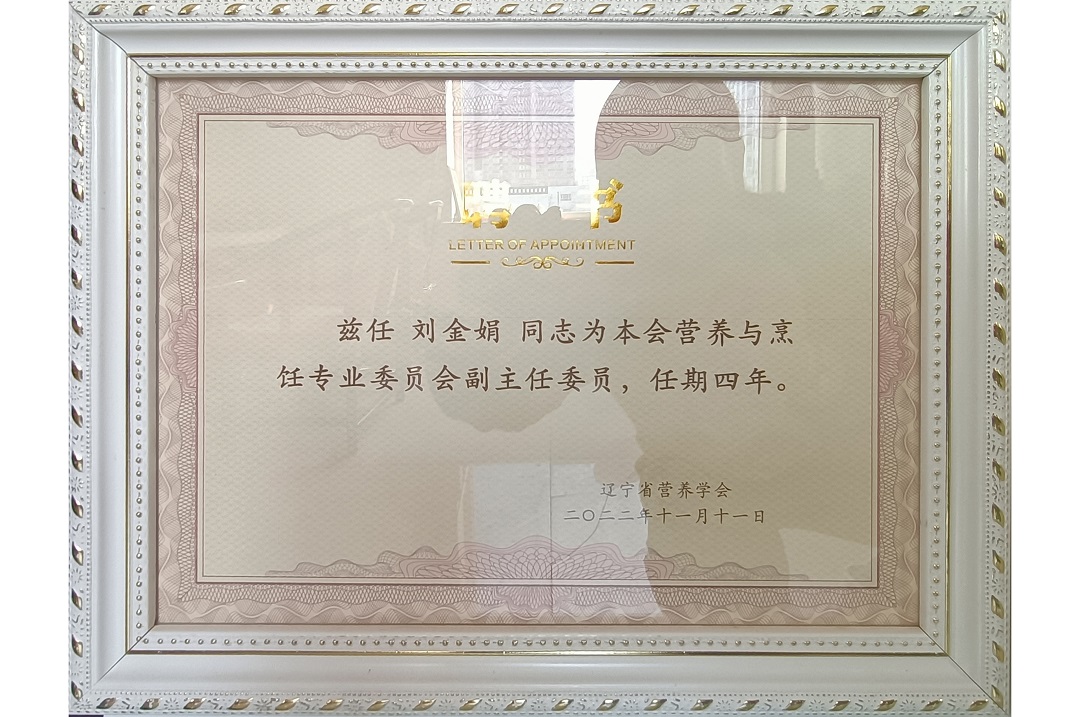 聘书
LETTER OF APPOINTMENT
兹任 刘金娟 同志为本会营养与烹
饪专业委员会副主任委员，任期四年。
辽宁省营养学会
二〇二二年十一月十一日